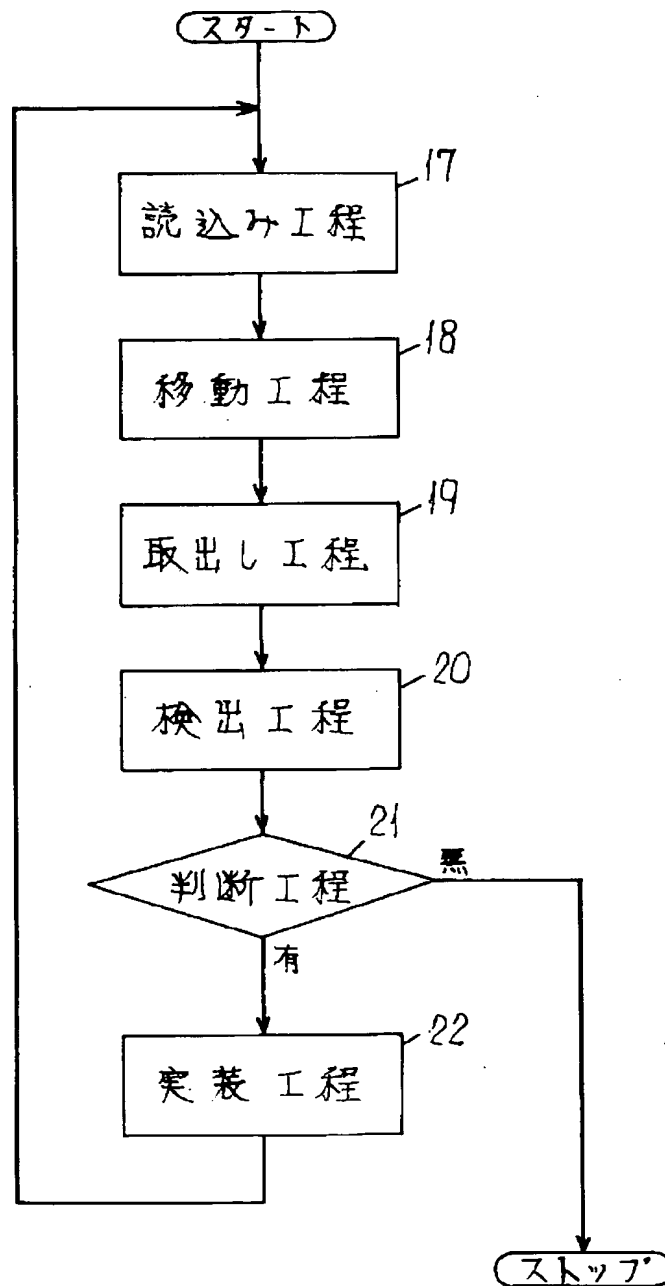 スタート
17
読込み工程
18
移動工程
19
取出し工程
20
検出工程
21
判断工程
無
有
22
実装工程
ストップ